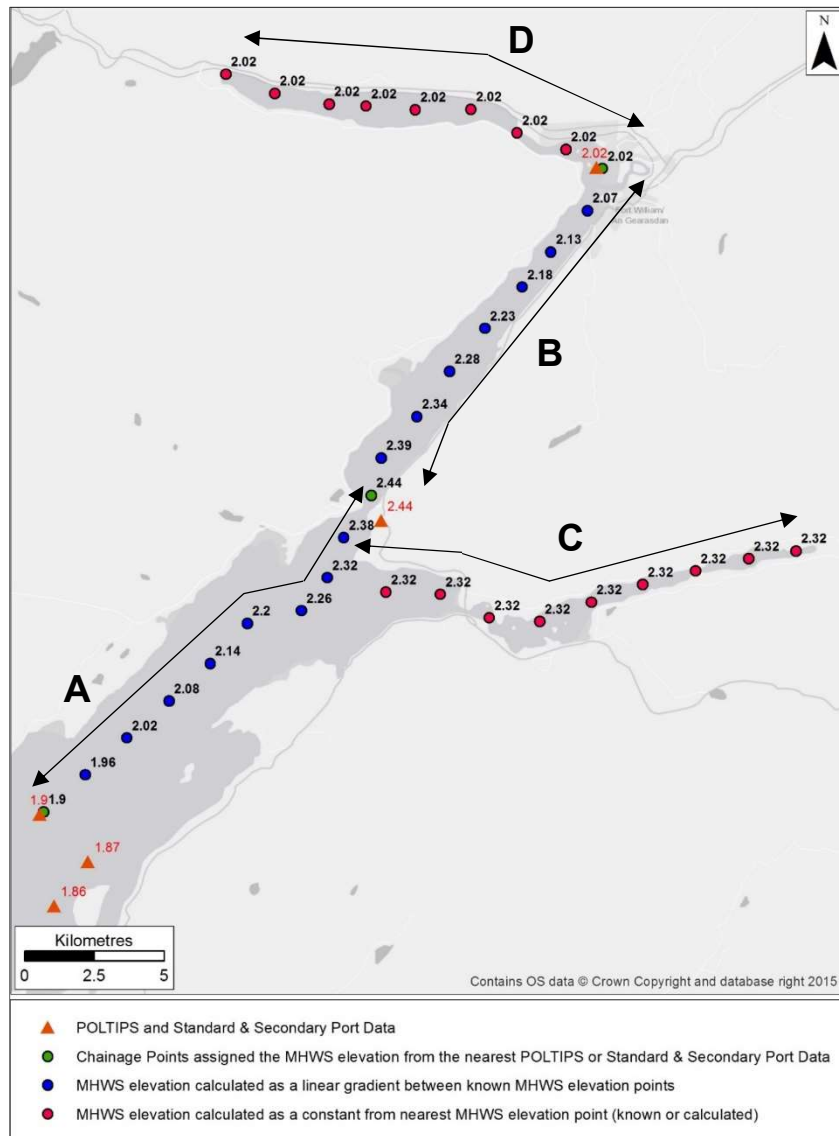 D
N
2.02
2.02
2.02
2.02
2.02
2.02
2.02
2.02
2.02
2.02
2.07
Fort William/
An Gearasdan
2.13
2.18
2.23
B
2.28
2.34
2.39
2.44
2.44
2.38
C
2.32
2.32
2.32
2.32
2.32
2.32
2.32
2.32
2.32
2.32
2.26
2.2
2.14
A
2.08
2.02
1.96
1.9
1.9
1.87
1.86
Kilometres
0 2.5 5
Contains OS data © Crown Copyright and database right 2015
POLTIPS and Standard & Secondary Port Data
Chainage Points assigned the MHWS elevation from the nearest POLTIPS or Standard & Secondary Port Data
MHWS elevation calculated as a linear gradient between known MHWS elevation points
MHWS elevation calculated as a constant from nearest MHWS elevation point (known or calculated)